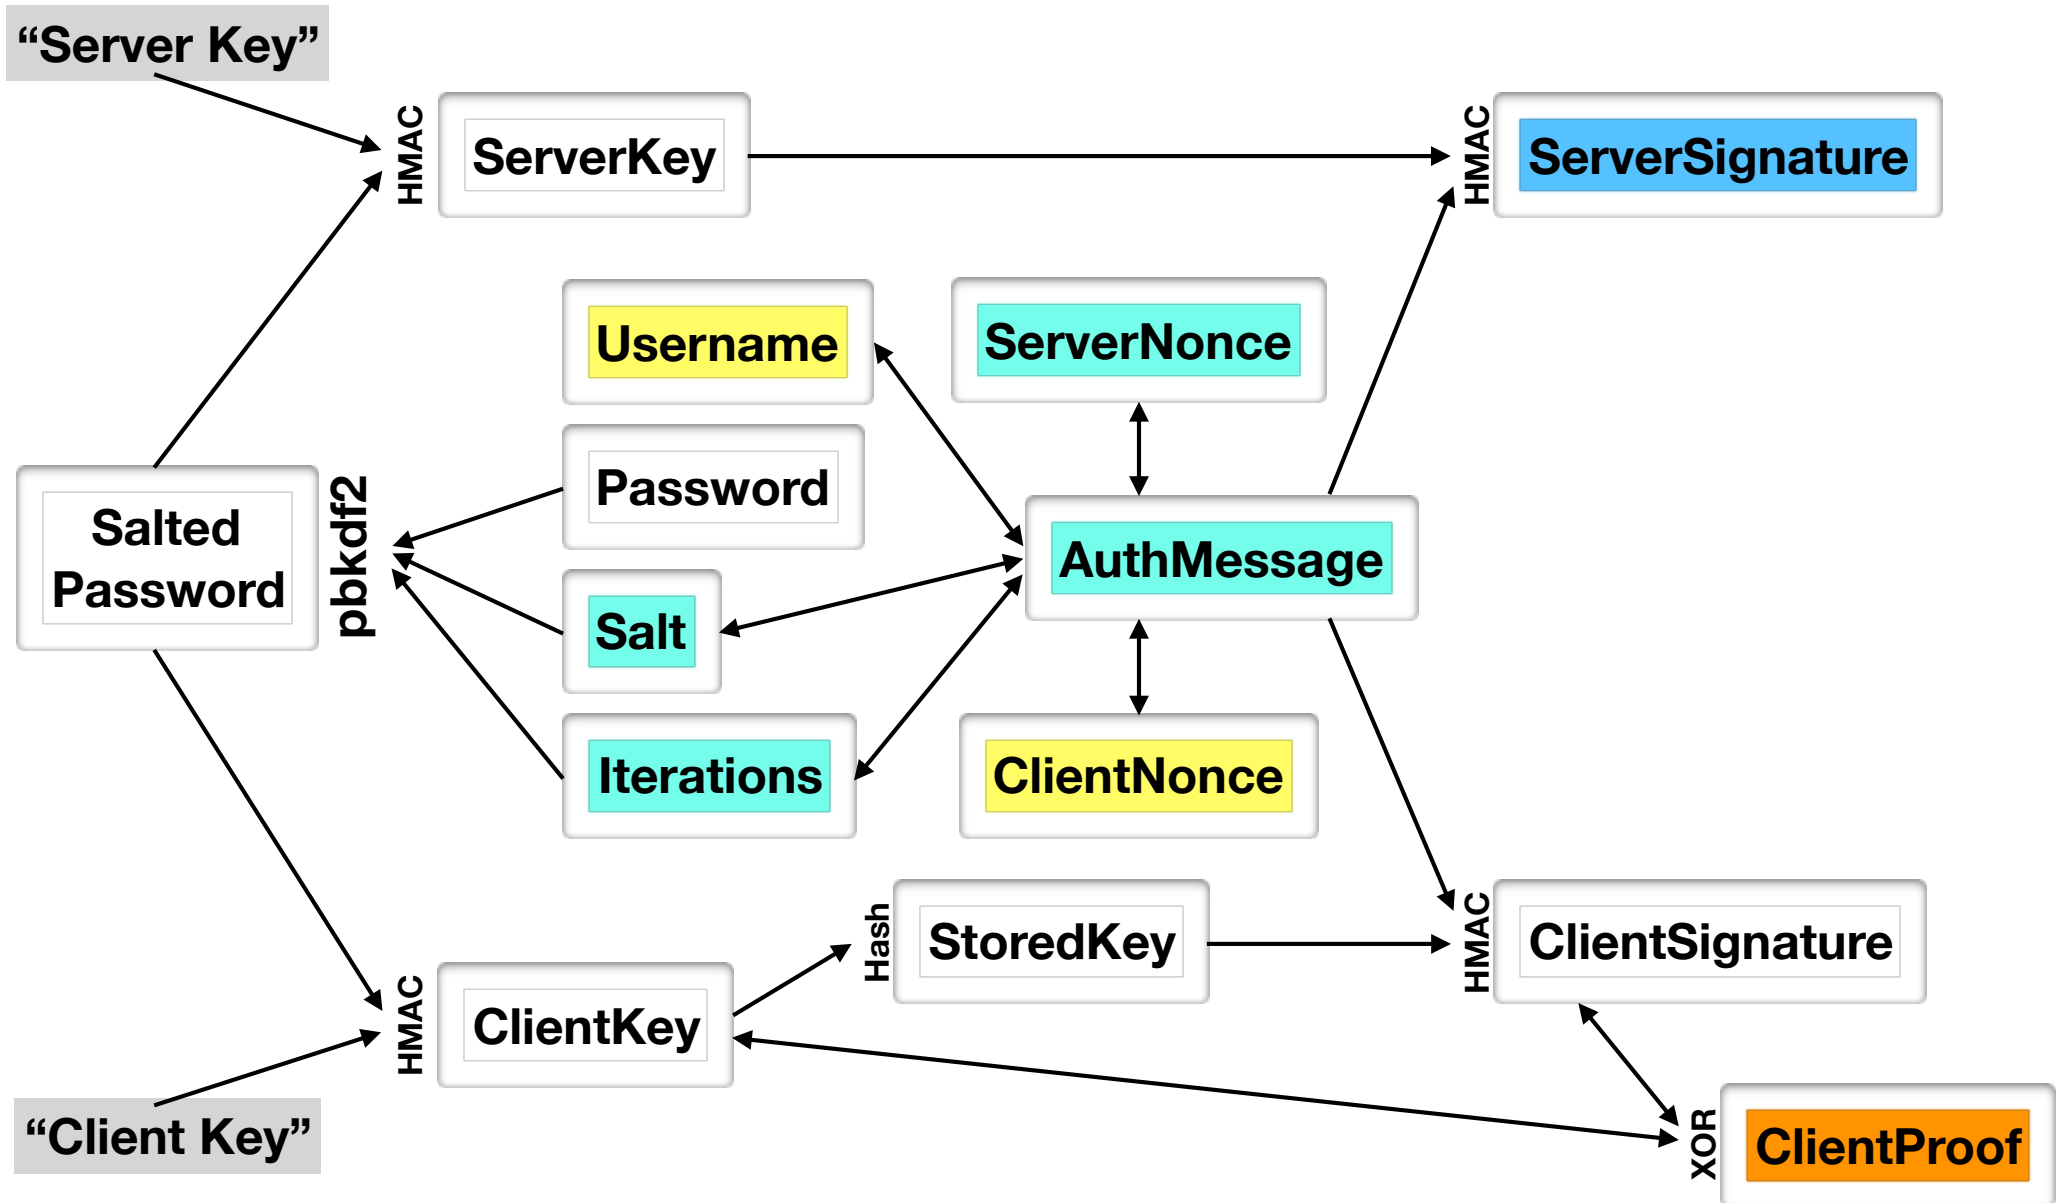 “Server Key”
HMAC
ServerKey
HMAC
ServerSignature
Username
ServerNonce
Password
Salted
Password
pbkdf2
AuthMessage
Salt
Iterations
ClientNonce
Hash
StoredKey
HMAC
ClientSignature
HMAC
ClientKey
“Client Key”
XOR
ClientProof